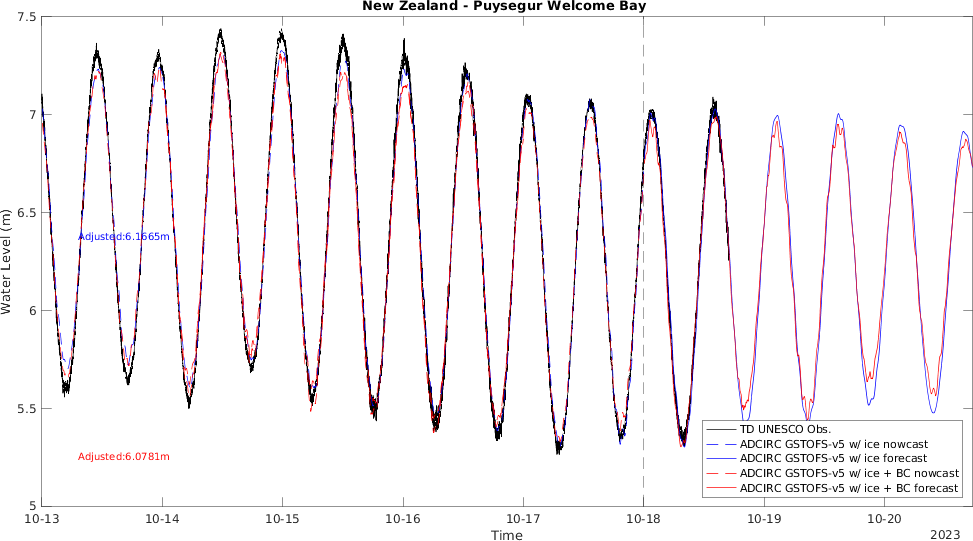 New Zealand - Puysegur Welcome Bay
7.5
7
6.5
6
5.5
5
Water Level (m)
Adjusted:6.1665m
Adjusted:6.0781m
TD UNESCO Obs.
ADCIRC GSTOFS-v5 w/ ice nowcast
ADCIRC GSTOFS-v5 w/ ice forecast
ADCIRC GSTOFS-v5 w/ ice + BC nowcast
ADCIRC GSTOFS-v5 w/ ice + BC forecast
10-13 10-14 10-15 10-16 10-17 10-18 10-19 10-20
Time
2023